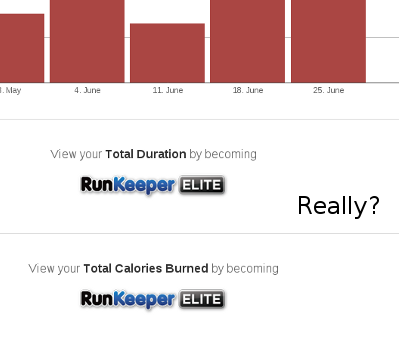 . May 4. June 11. June 18. June 25. June
View your Total Duration by becoming
RunKeeper ELITE
Really?
View your Total Calories Burned by becoming
RunKeeper ELITE